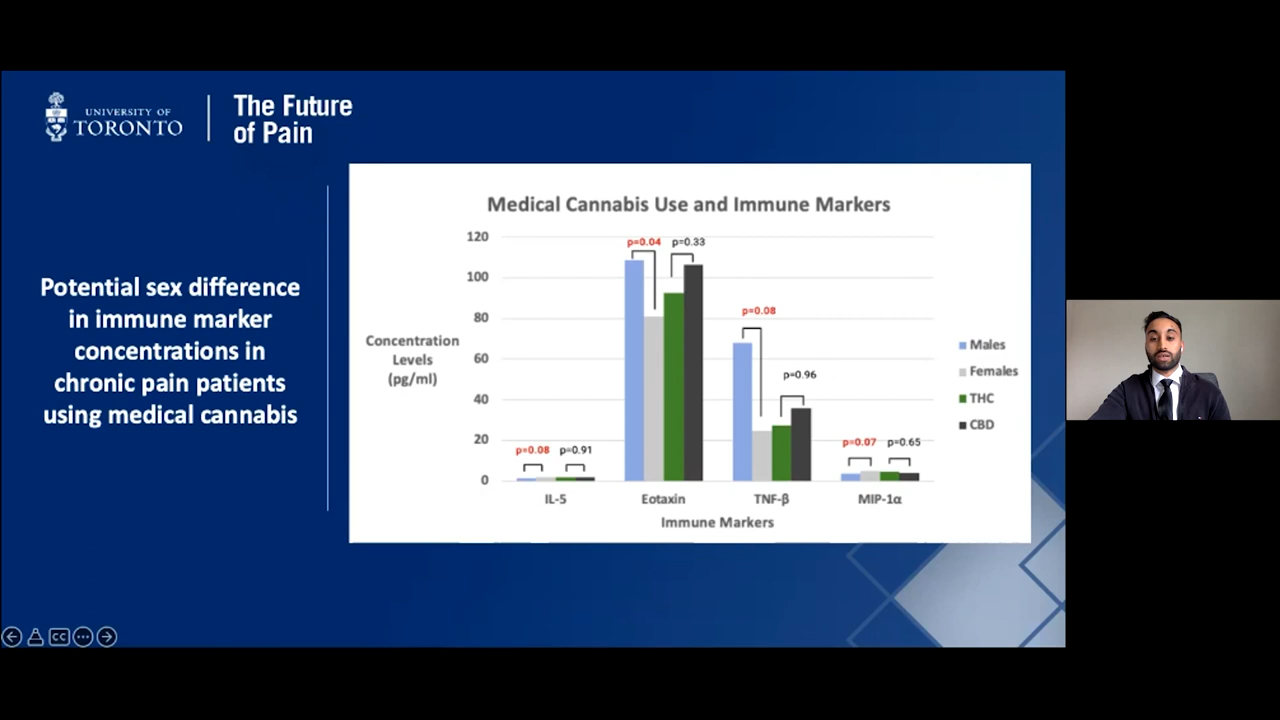 UNIVERSITY OF
TORONTO
The Future
of Pain
Potential sex difference
in immune marker
concentrations in
chronic pain patients
using medical cannabis
Medical Cannabis Use and Immune Markers
Concentration
Levels
(pg/ml)
120
100
80
60
40
20
0
p=0.08
p=0.91
p=0.04
p=0.33
p=0.08
p=0.96
p=0.07
p=0.65
IL-5
Eotaxin
TNF-β
MIP-1α
Immune Markers
Males
Females
THC
CBD
CC